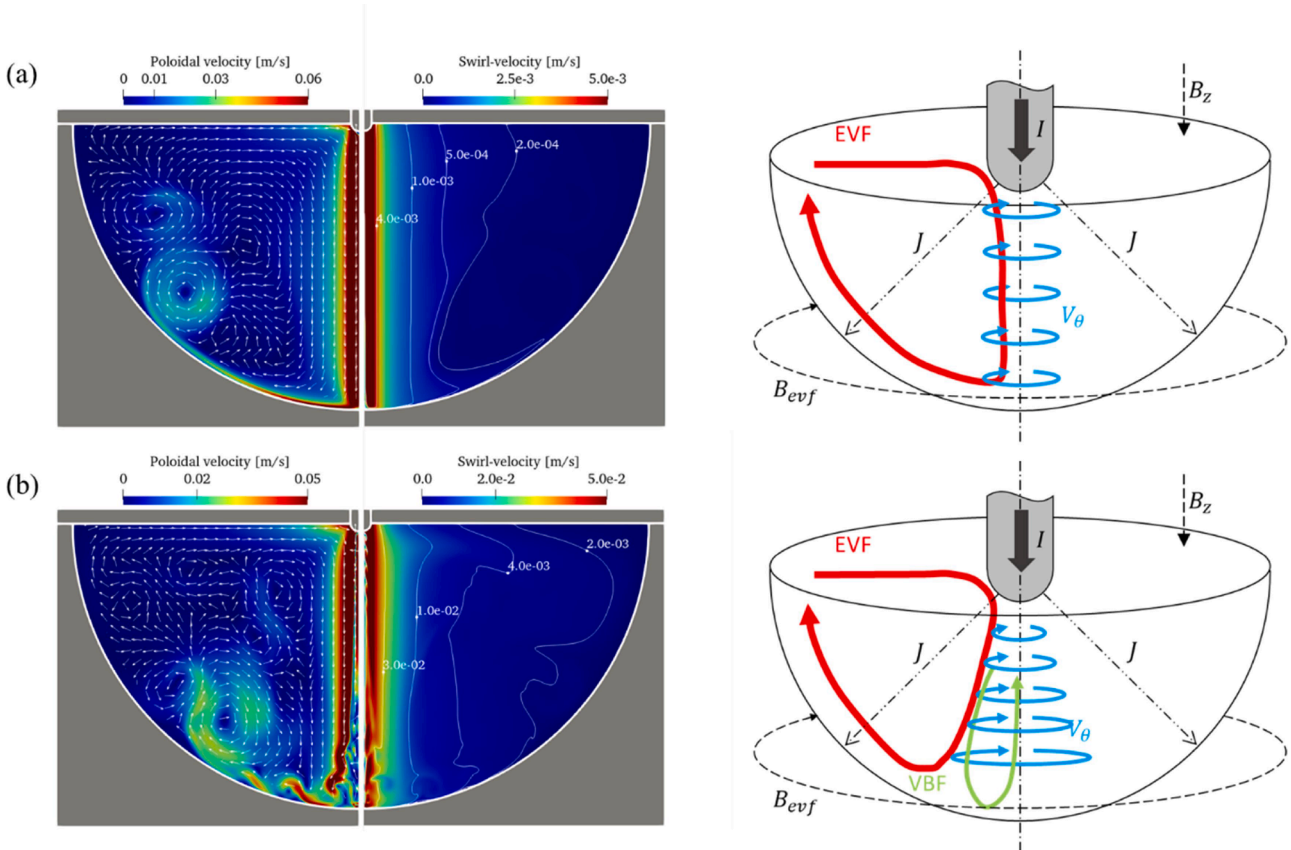 (a)
Poloidal velocity [m/s]
0 0.01 0.03 0.06
Swirl-velocity [m/s]
0.0 2.5e-3 5.0e-3
5.0e-04
2.0e-04
1.0e-03
4.0e-03
EVF
I
B_z
J
J
V_θ
B_evf
(b)
Poloidal velocity [m/s]
0 0.02 0.05
Swirl-velocity [m/s]
0.0 2.0e-2 5.0e-2
2.0e-03
4.0e-03
1.0e-02
3.0e-02
EVF
I
B_z
J
J
V_θ
VBF
B_evf